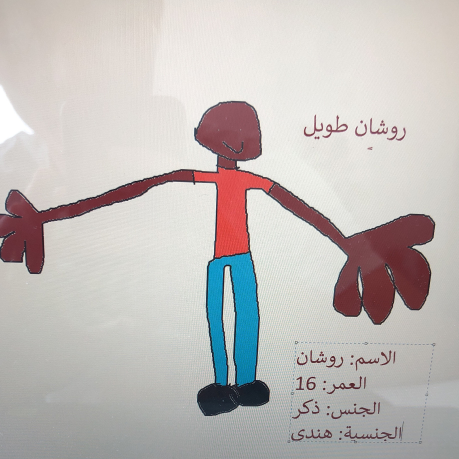 روشان طويل
الاسم: روشان
العمر: 16
الجنس: ذكر
الجنسية: هندى